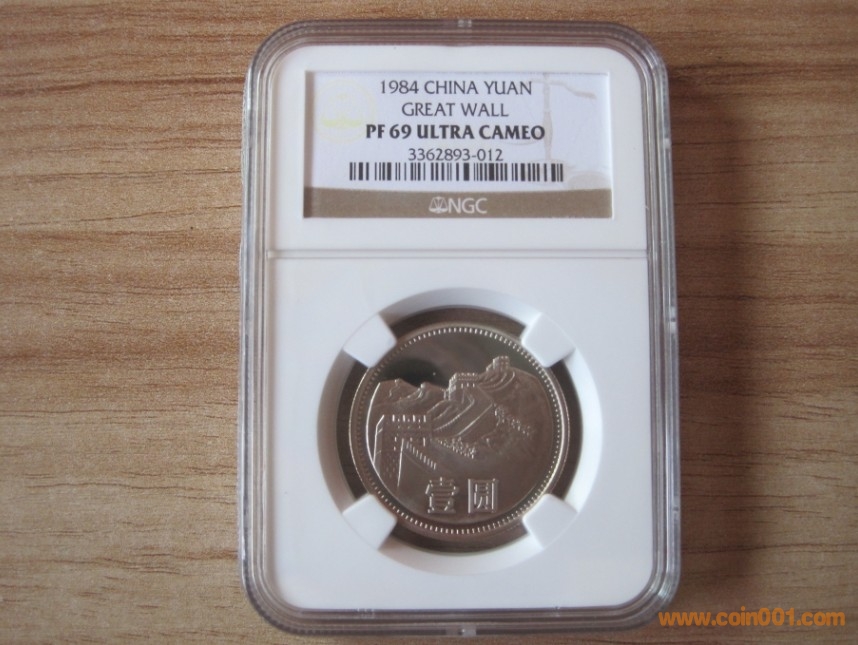 1984 CHINA YUAN
GREAT WALL
PF 69 ULTRA CAMEO
3362893-012
NGC
壹圆
www.coin001.com